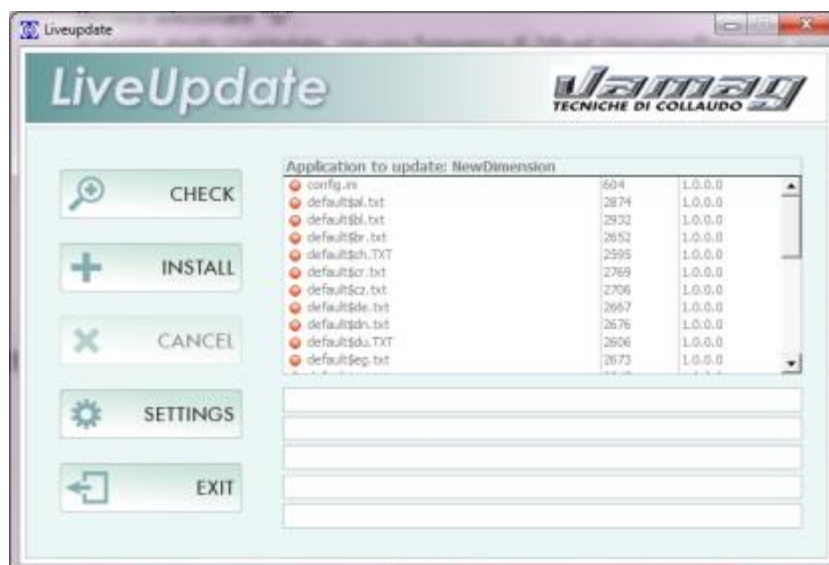 Liveupdate
LiveUpdate
vamag
TECNICHE DI COLLAUDO
CHECK
INSTALL
CANCEL
SETTINGS
EXIT
Application to update: NewDimension
config.ini 604 1.0.0.0
default$al.txt 2874 1.0.0.0
default$bl.txt 2932 1.0.0.0
default$br.txt 2652 1.0.0.0
default$ch.TXT 2595 1.0.0.0
default$cr.txt 2769 1.0.0.0
default$cz.txt 2706 1.0.0.0
default$de.txt 2667 1.0.0.0
default$dn.txt 2676 1.0.0.0
default$du.TXT 2606 1.0.0.0
default$eg.txt 2673 1.0.0.0